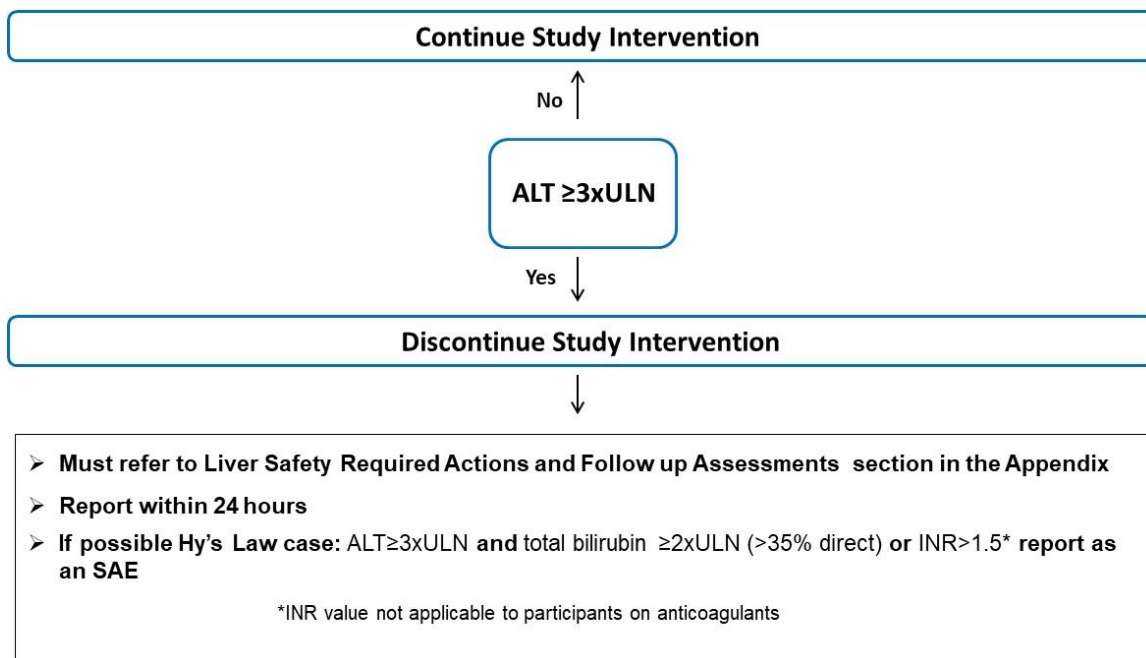 Continue Study Intervention
No
ALT ≥3xULN
Yes
Discontinue Study Intervention
➢ Must refer to Liver Safety Required Actions and Follow up Assessments section in the Appendix
➢ Report within 24 hours
➢ If possible Hy's Law case: ALT≥3xULN and total bilirubin ≥2xULN (>35% direct) or INR>1.5* report as
an SAE
*INR value not applicable to participants on anticoagulants